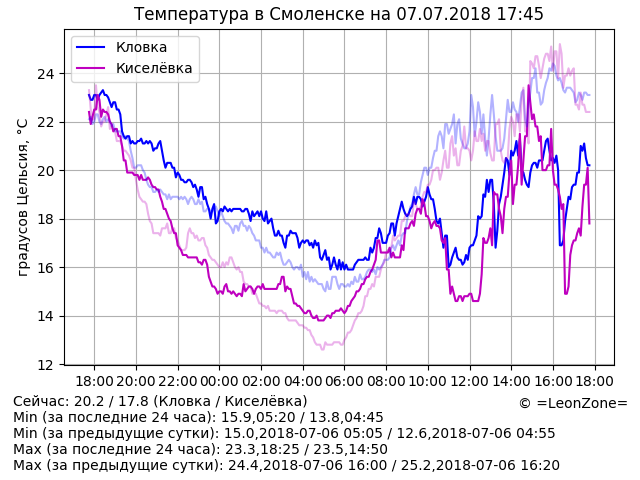 Температура в Смоленске на 07.07.2018 17:45
Кловка
Киселёвка
градусов Цельсия, °C
24
22
20
18
16
14
12
18:00 20:00 22:00 00:00 02:00 04:00 06:00 08:00 10:00 12:00 14:00 16:00 18:00
Сейчас: 20.2 / 17.8 (Кловка / Киселёвка)
© =LeonZone=
Min (за последние 24 часа): 15.9,05:20 / 13.8,04:45
Min (за предыдущие сутки): 15.0,2018-07-06 05:05 / 12.6,2018-07-06 04:55
Max (за последние 24 часа): 23.3,18:25 / 23.5,14:50
Max (за предыдущие сутки): 24.4,2018-07-06 16:00 / 25.2,2018-07-06 16:20